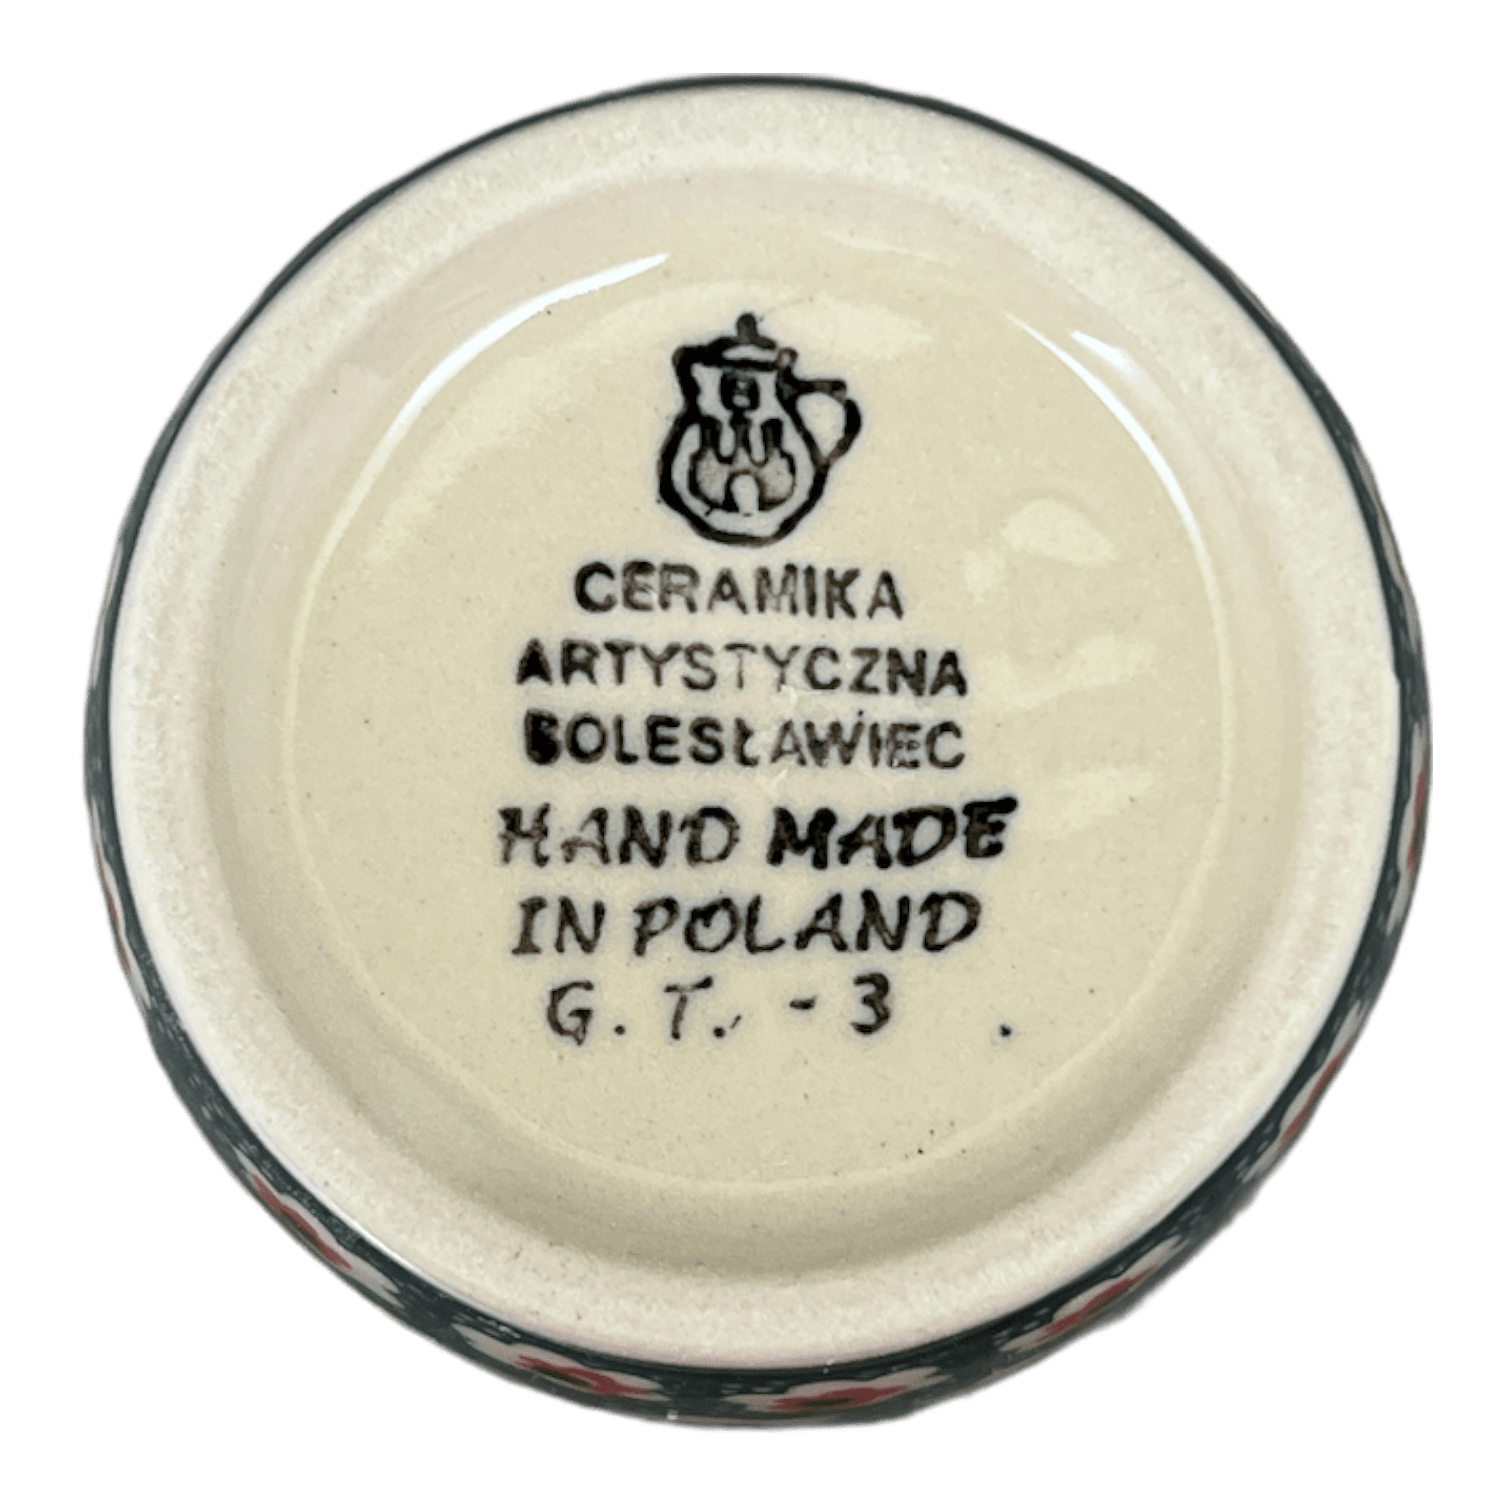 CERAMIKA
ARTYSTYCZNA
BOLESŁAWIEC
HAND MADE
IN POLAND
G. T. - 3